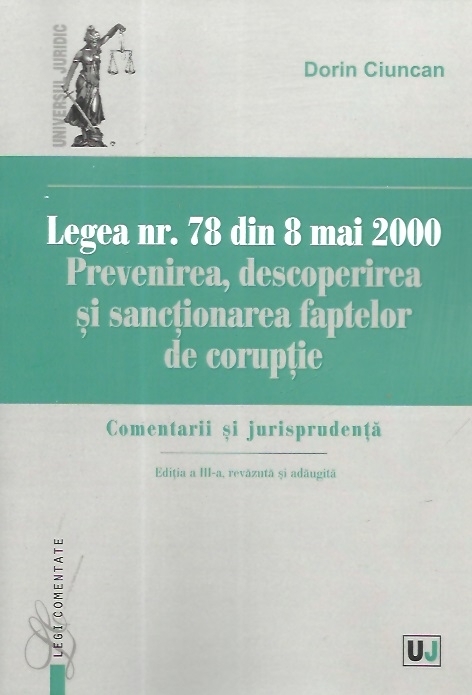 UNIVERSUL JURIDIC
Dorin Ciuncan
Legea nr. 78 din 8 mai 2000
Prevenirea, descoperirea
și sancționarea faptelor
de corupție
Comentarii și jurisprudență
Ediția a III-a, revăzută și adăugită
LEGI COMENTATE
UJ